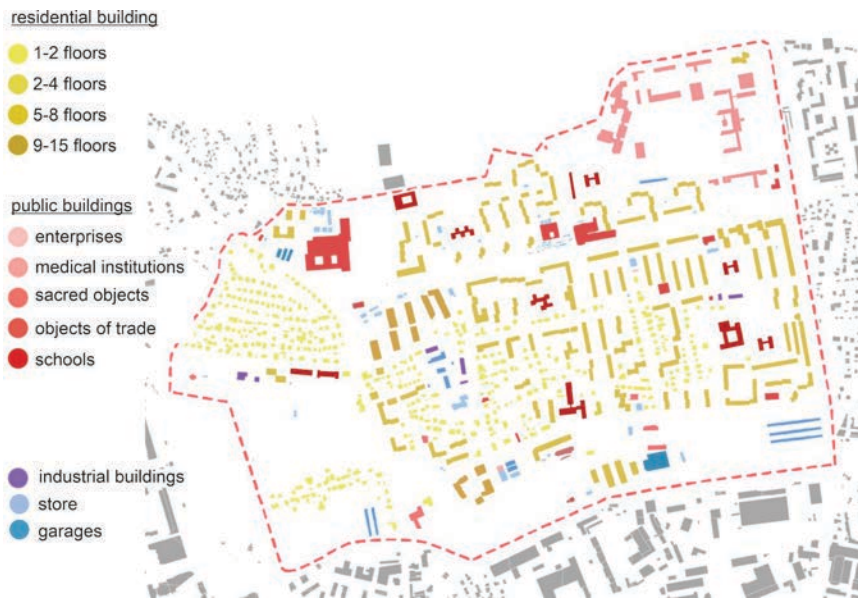 residential building
1-2 floors
2-4 floors
5-8 floors
9-15 floors
public buildings
enterprises
medical institutions
sacred objects
objects of trade
schools
industrial buildings
store
garages